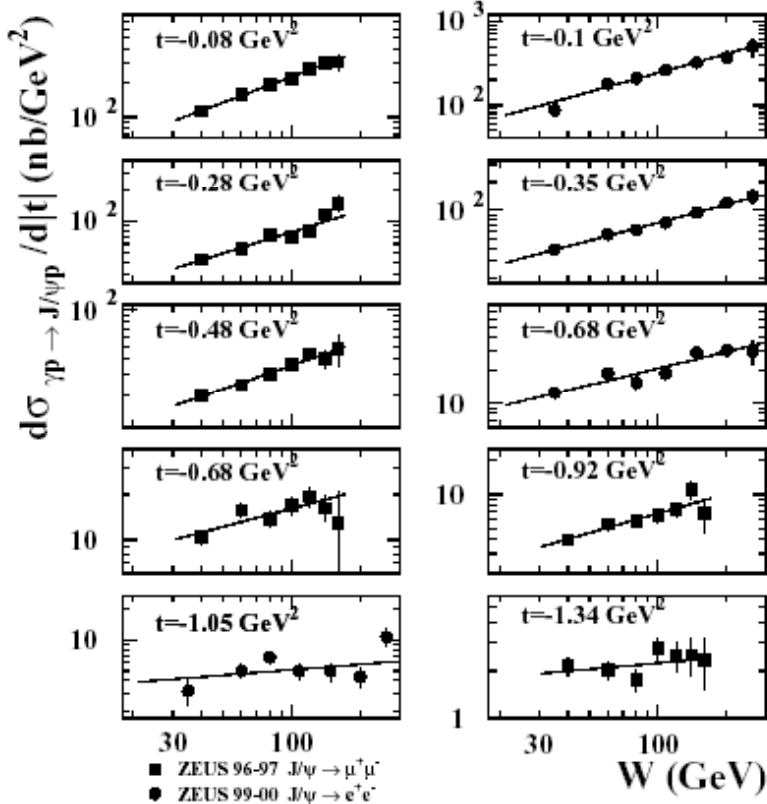 dσ γp → J/ψp /d|t| (nb/GeV²)
t=-0.08 GeV²
10²
t=-0.1 GeV²
10³
10²
t=-0.28 GeV²
10²
t=-0.35 GeV²
10²
t=-0.48 GeV²
10²
t=-0.68 GeV²
10
t=-0.68 GeV²
10
t=-0.92 GeV²
10
t=-1.05 GeV²
10
t=-1.34 GeV²
1
30 100
30 100
W (GeV)
■ ZEUS 96-97 J/ψ → μ⁺μ⁻
● ZEUS 99-00 J/ψ → e⁺e⁻